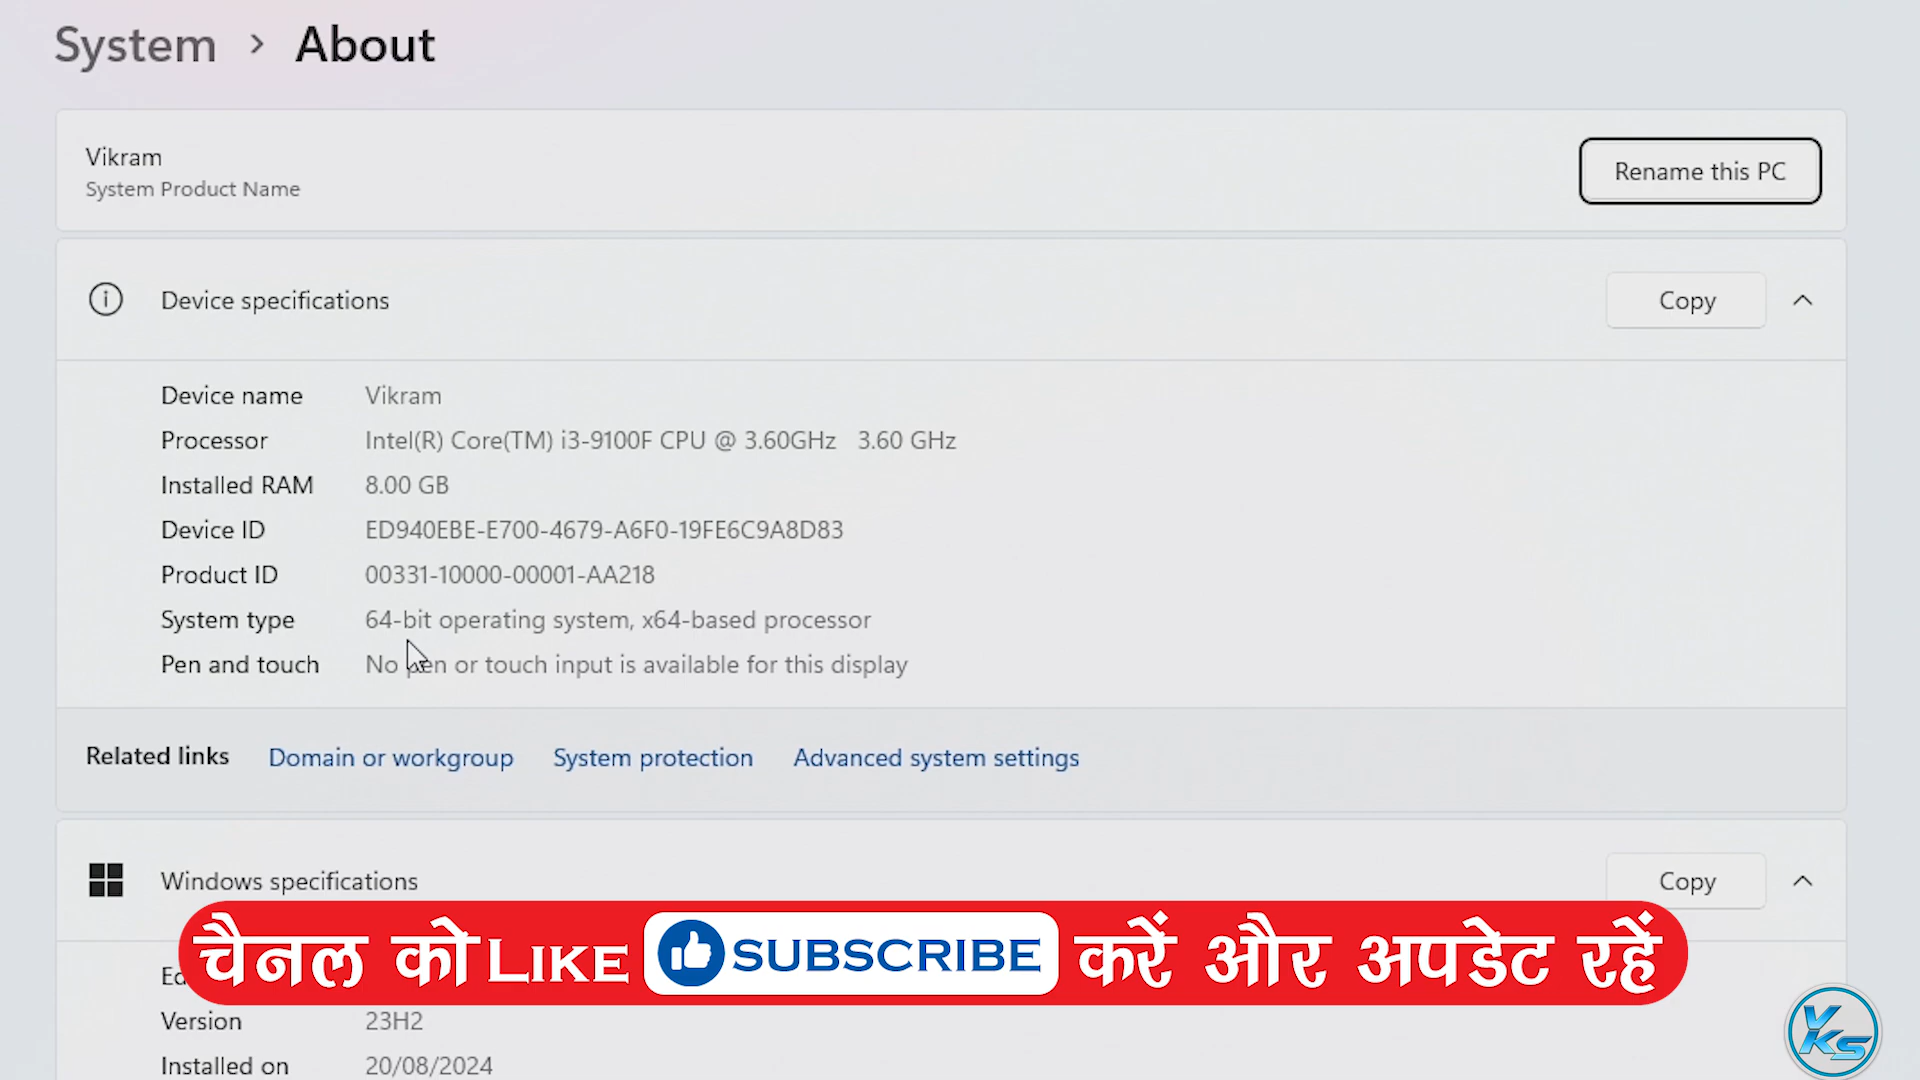 System > About
Vikram
System Product Name
Rename this PC
Device specifications
Copy
Device name Vikram
Processor Intel(R) Core(TM) i3-9100F CPU @ 3.60GHz 3.60 GHz
Installed RAM 8.00 GB
Device ID ED940EBE-E700-4679-A6F0-19FE6C9A8D83
Product ID 00331-10000-00001-AA218
System type 64-bit operating system, x64-based processor
Pen and touch No pen or touch input is available for this display
Related links Domain or workgroup System protection Advanced system settings
Windows specifications
Copy
चैनल को LIKE SUBSCRIBE करें और अपडेट रहें
Version 23H2
Installed on 20/08/2024
VKS